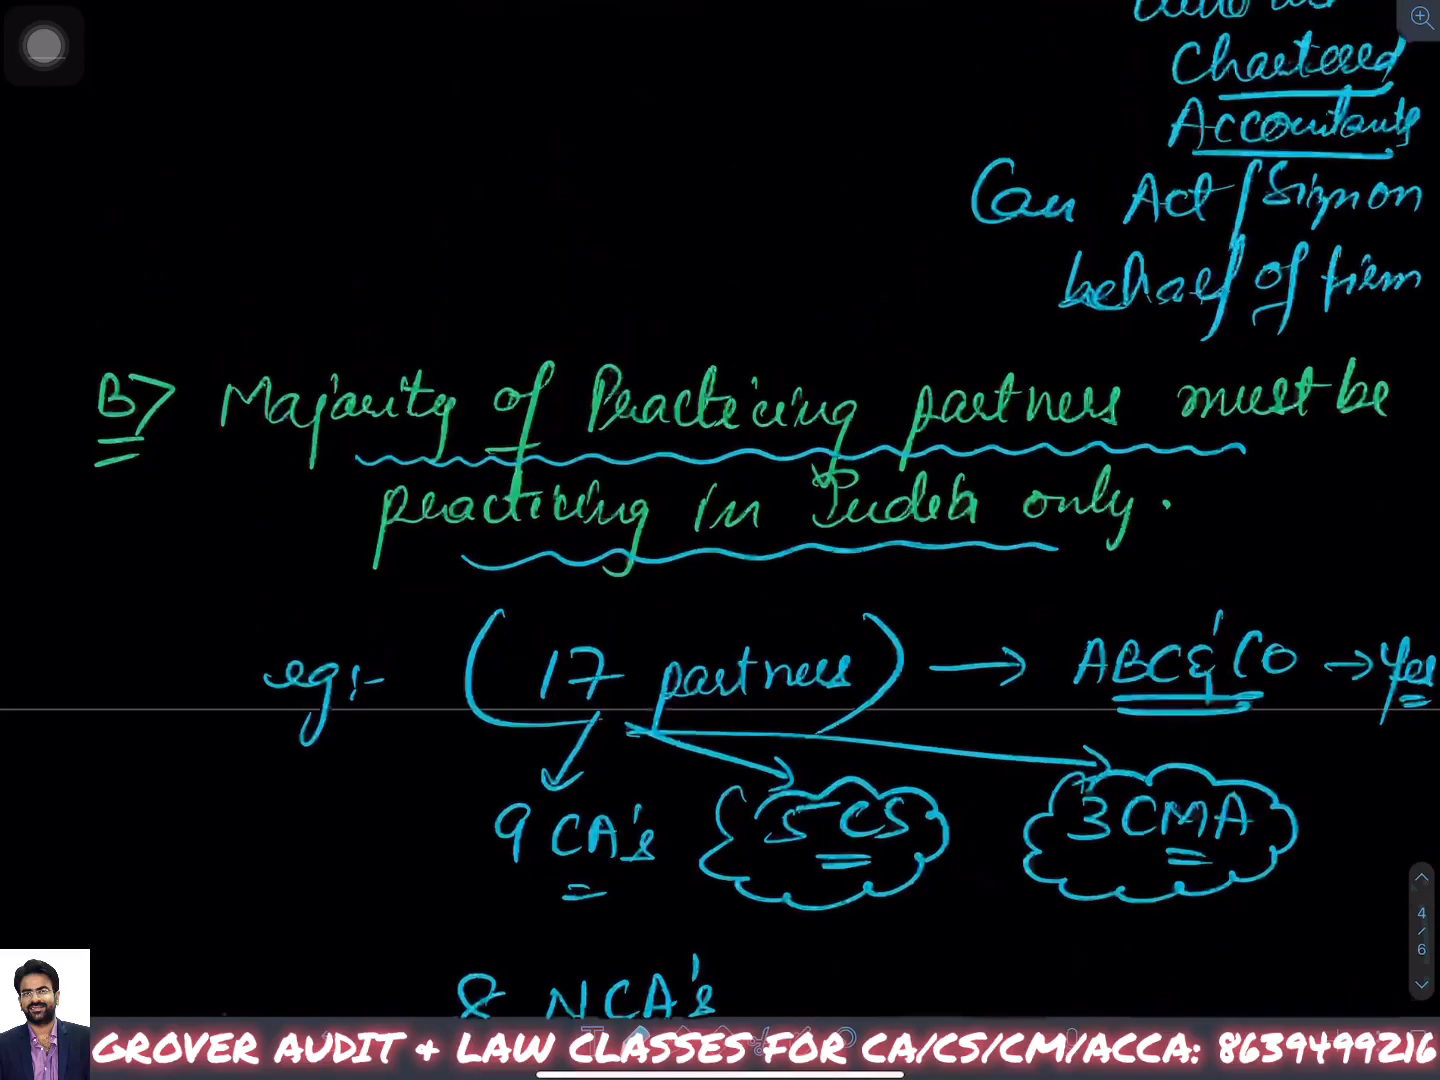 Chartered
Accountants
Can Act / Sign on
behalf of firm
B> Majority of Practicing partners must be
practicing in India only.
eg:- (17 partners) → ABC & CO → Yes
9 CA's 5 CS 3 CMA
8 NCA's
4
/
6
GROVER AUDIT + LAW CLASSES FOR CA/CS/CM/ACCA: 8639499216